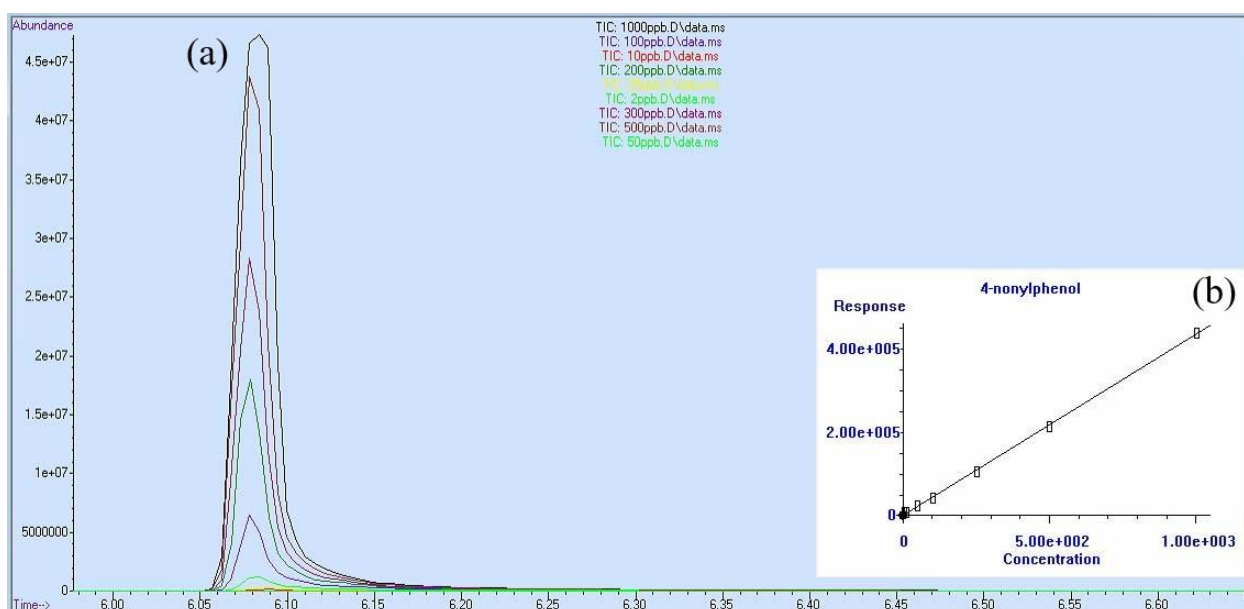 Abundance
(a)
TIC: 1000ppb.D\data.ms
TIC: 100ppb.D\data.ms
TIC: 10ppb.D\data.ms
TIC: 200ppb.D\data.ms
TIC: 2ppb.D\data.ms
TIC: 300ppb.D\data.ms
TIC: 500ppb.D\data.ms
TIC: 50ppb.D\data.ms
4.5e+07
4e+07
3.5e+07
3e+07
2.5e+07
2e+07
1.5e+07
1e+07
5000000
0
Time-->
6.00 6.05 6.10 6.15 6.20 6.25 6.30 6.35 6.40 6.45 6.50 6.55 6.60
4-nonylphenol
(b)
Response
4.00e+005
2.00e+005
0
0 5.00e+002 1.00e+003
Concentration